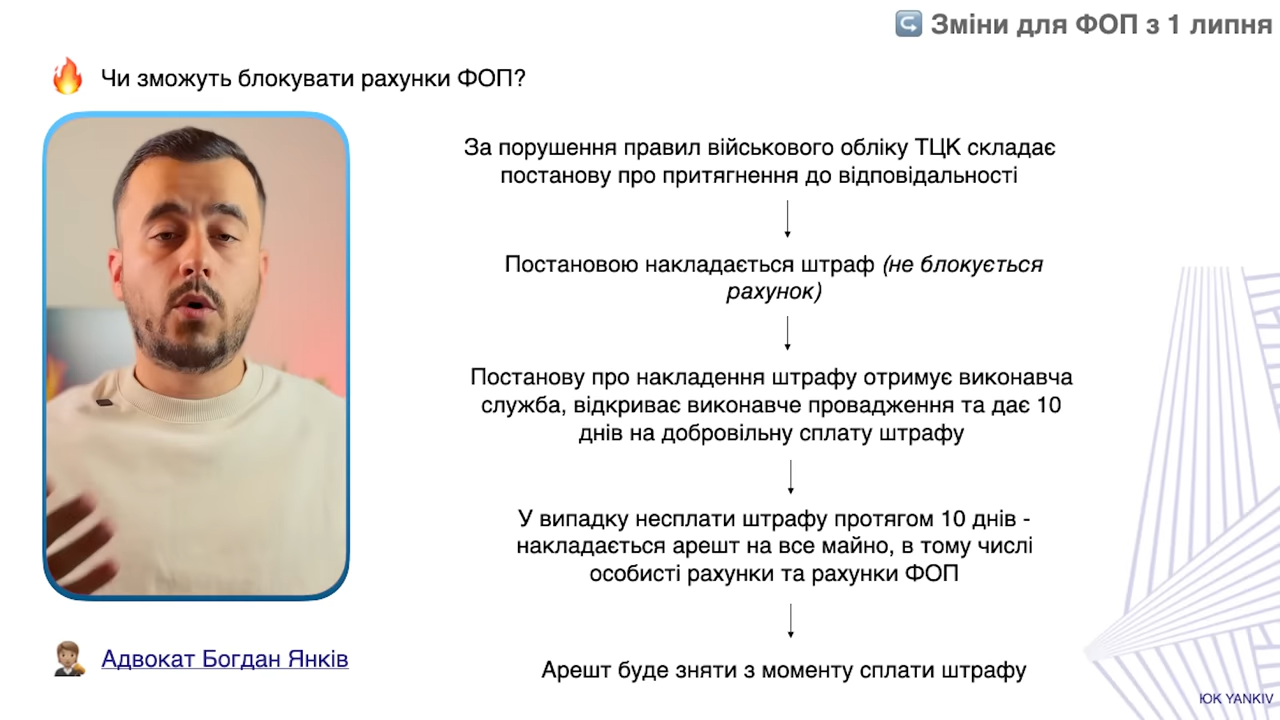 Зміни для ФОП з 1 липня
Чи зможуть блокувати рахунки ФОП?
За порушення правил військового обліку ТЦК складає
постанову про притягнення до відповідальності
Постановою накладається штраф (не блокується
рахунок)
Постанову про накладення штрафу отримує виконавча
служба, відкриває виконавче провадження та дає 10
днів на добровільну сплату штрафу
У випадку несплати штрафу протягом 10 днів -
накладається арешт на все майно, в тому числі
особисті рахунки та рахунки ФОП
Арешт буде зняти з моменту сплати штрафу
Адвокат Богдан Янків
ЮК YANKIV